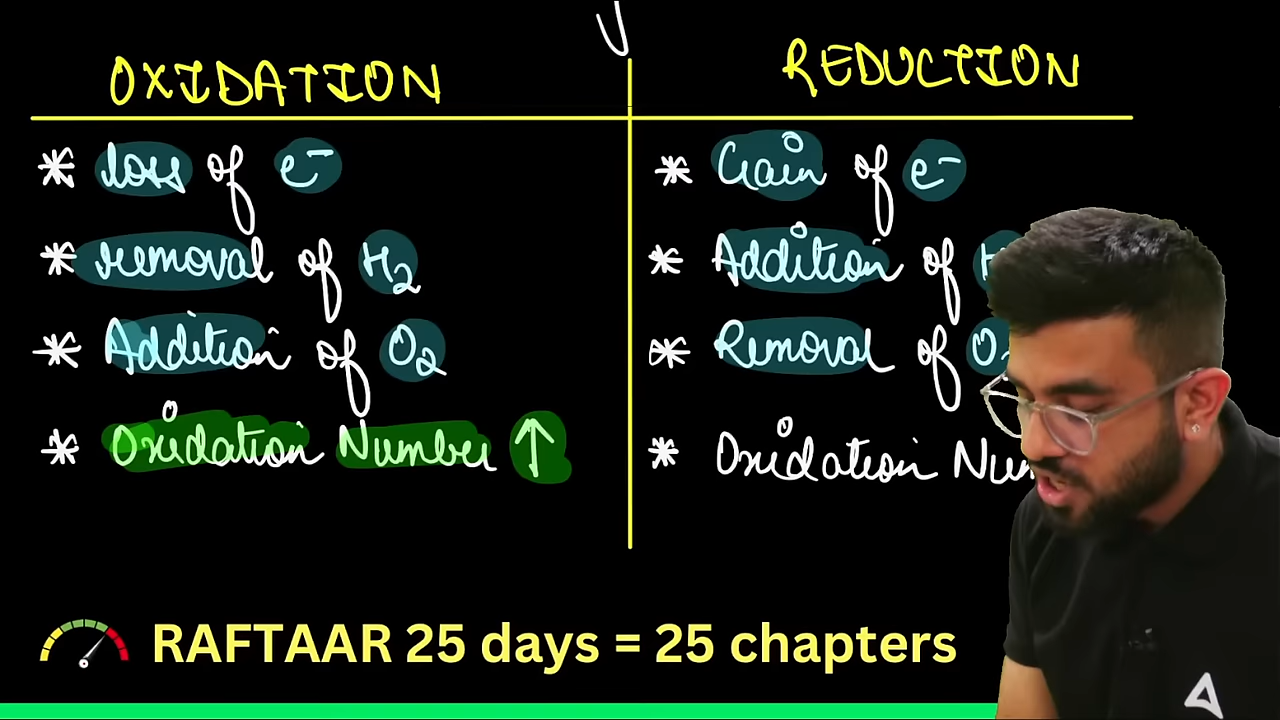 OXIDATION
REDUCTION
* loss of e⁻
* Gain of e⁻
* removal of H₂
* Addition of
* Addition of O₂
* Removal of O₂
* Oxidation Number ↑
* Oxidation
RAFTAAR 25 days = 25 chapters